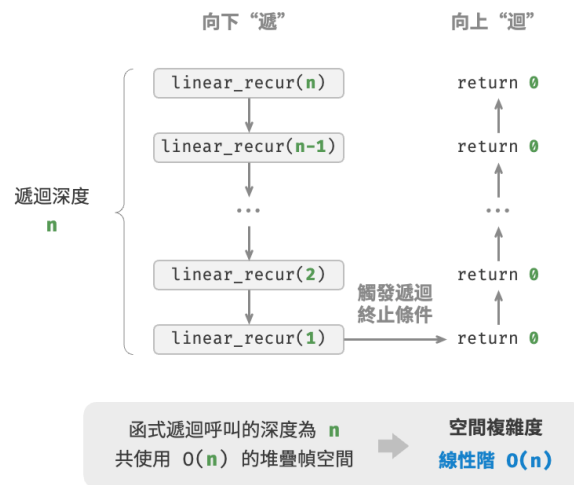 向下“遞”
向上“迴”
linear_recur(n)
return 0
linear_recur(n-1)
return 0
遞迴深度
n
...
...
linear_recur(2)
return 0
觸發遞迴
終止條件
linear_recur(1)
return 0
函式遞迴呼叫的深度為 n
共使用 O(n) 的堆疊幀空間
空間複雜度
線性階 O(n)